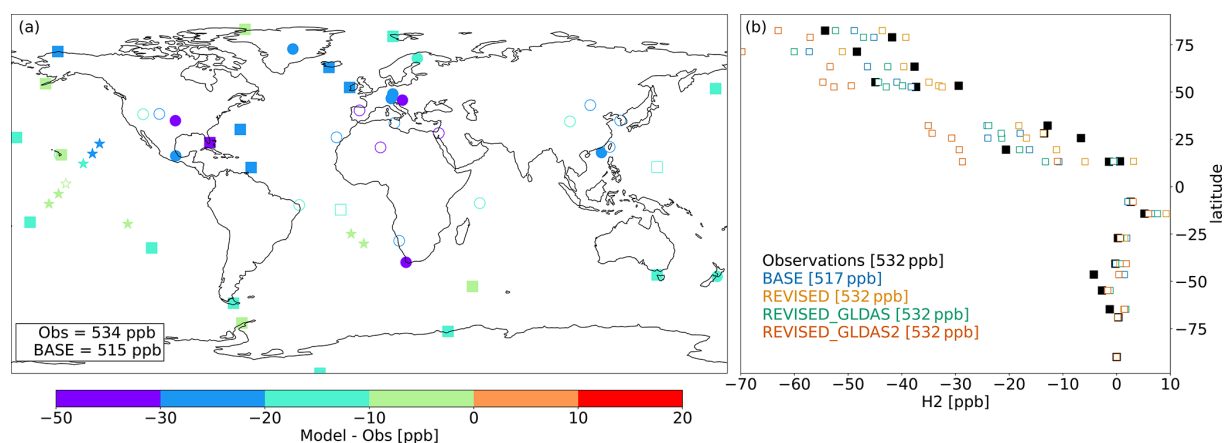 (a)
Obs = 534 ppb
BASE = 515 ppb
−50
−30
−20
−10
0
10
20
Model - Obs [ppb]
(b)
75
50
25
0
−25
−50
−75
latitude
Observations [532 ppb]
BASE [517 ppb]
REVISED [532 ppb]
REVISED_GLDAS [532 ppb]
REVISED_GLDAS2 [532 ppb]
−70
−60
−50
−40
−30
−20
−10
0
10
H2 [ppb]